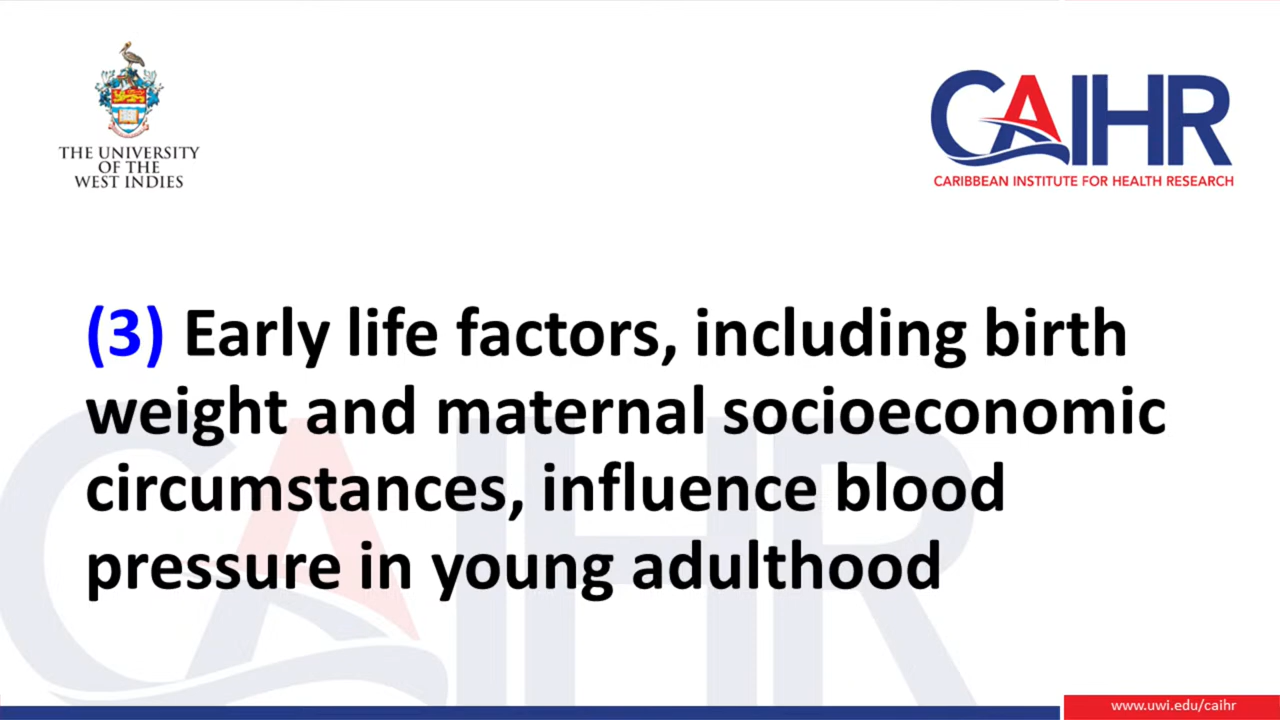 THE UNIVERSITY
OF THE
WEST INDIES
CAIHR
CARIBBEAN INSTITUTE FOR HEALTH RESEARCH
(3) Early life factors, including birth
weight and maternal socioeconomic
circumstances, influence blood
pressure in young adulthood
CAIHR
www.uwi.edu/caihr